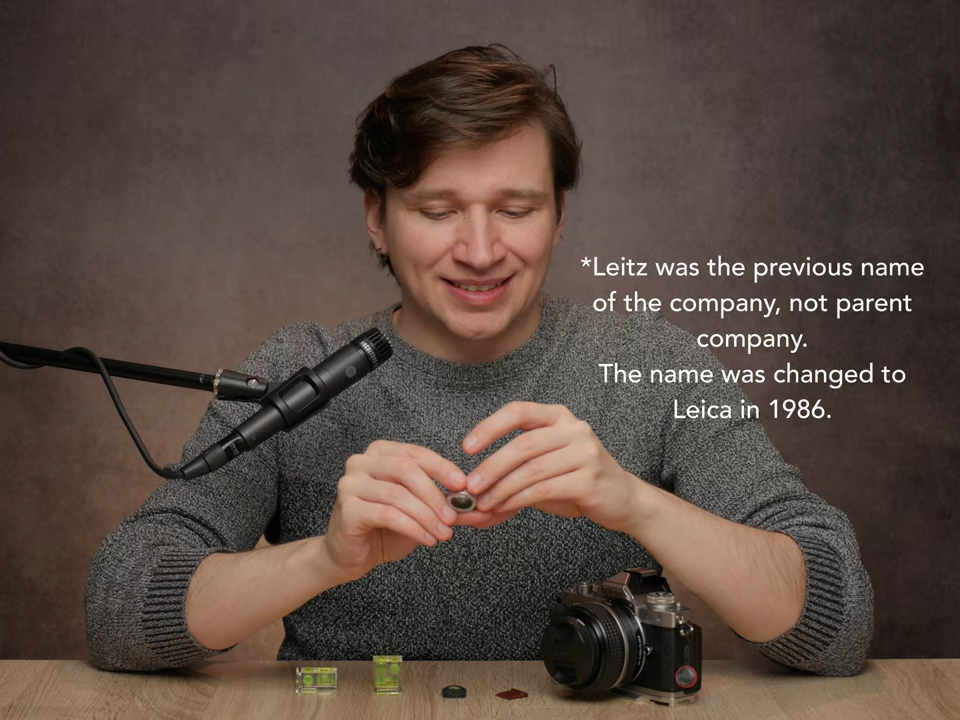 *Leitz was the previous name
of the company, not parent
company.
The name was changed to
Leica in 1986.